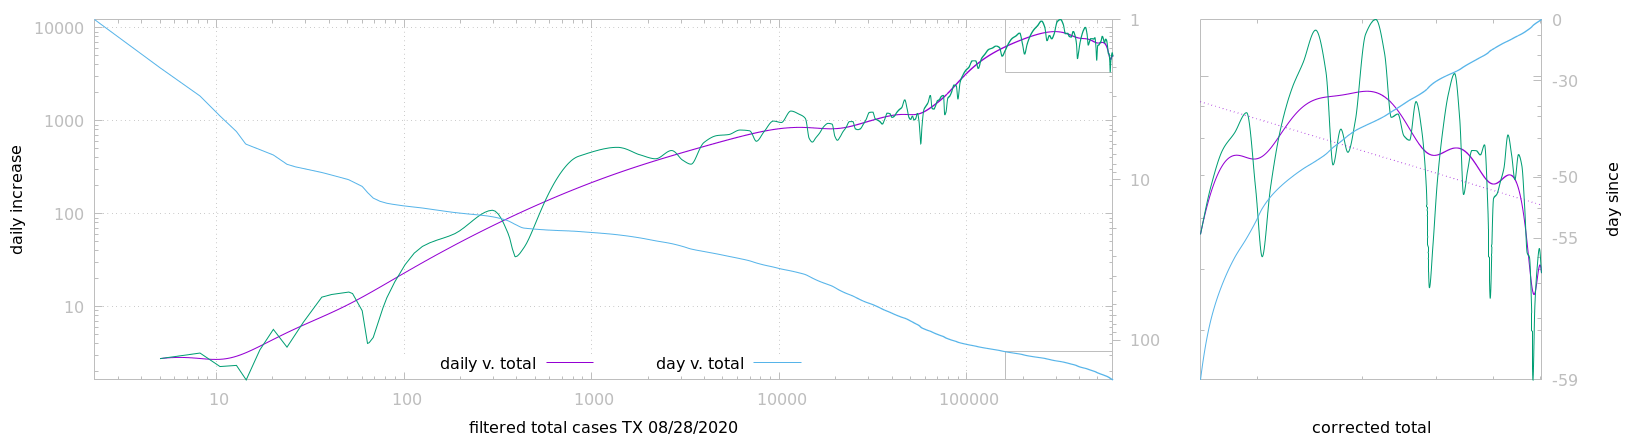 10000
1000
100
10
daily increase
10
100
1000
10000
100000
filtered total cases TX 08/28/2020
daily v. total
day v. total
1
10
100
0
-30
-50
-55
-59
day since
corrected total